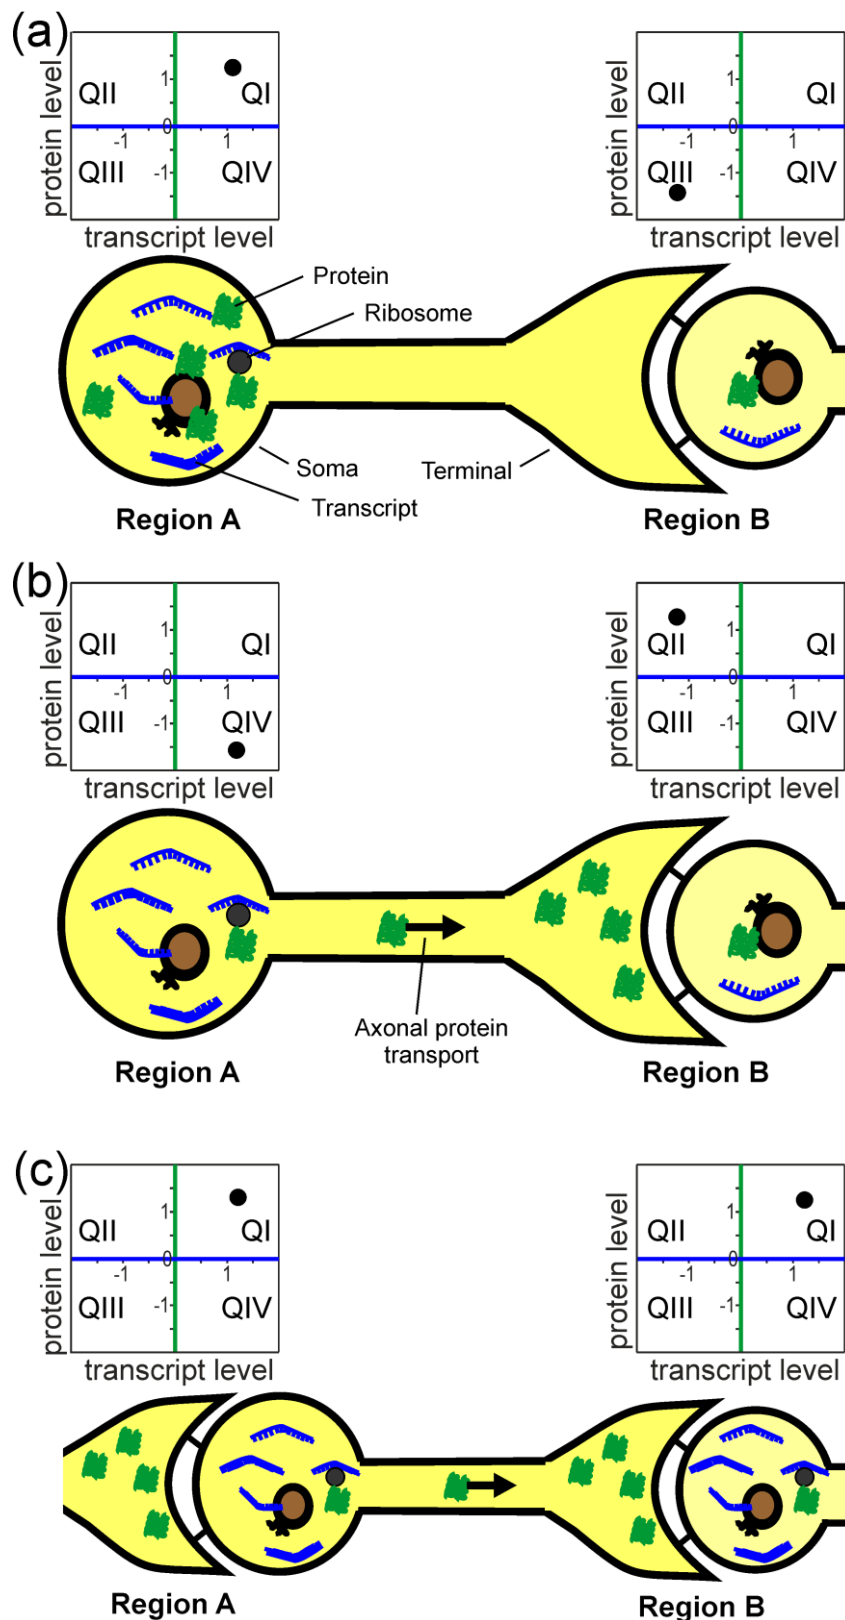 (a)
QII QI QII QI
1 1
0 0
-1 1 -1 1
QIII -1 QIV QIII -1 QIV
protein level protein level
transcript level transcript level
Protein
Ribosome
Soma
Terminal
Transcript
Region A Region B
(b)
QII QI QII QI
1 1
0 0
-1 1 -1 1
QIII -1 QIV QIII -1 QIV
protein level protein level
transcript level transcript level
Axonal protein
transport
Region A Region B
(c)
QII QI QII QI
1 1
0 0
-1 1 -1 1
QIII -1 QIV QIII -1 QIV
protein level protein level
transcript level transcript level
Region A Region B